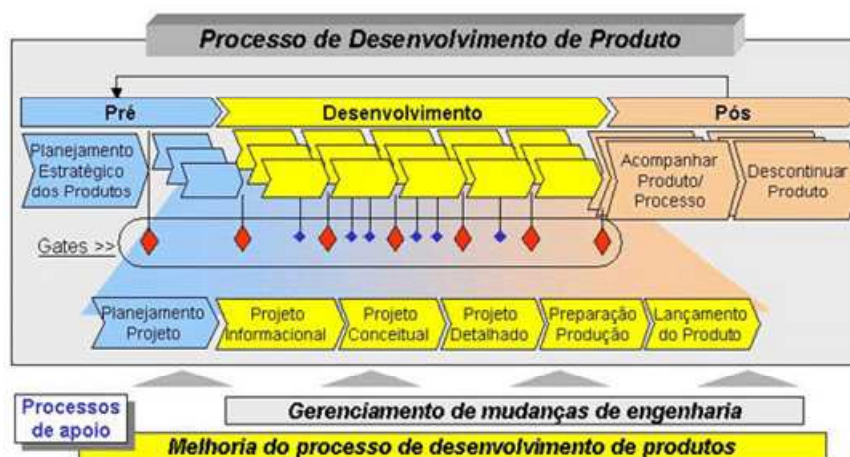 Processo de Desenvolvimento de Produto
Pré
Desenvolvimento
Pós
Planejamento
Estratégico
dos Produtos
Acompanhar
Produto/
Processo
Descontinuar
Produto
Gates >>
Planejamento
Projeto
Projeto
Informacional
Projeto
Conceitual
Projeto
Detalhado
Preparação
Produção
Lançamento
do Produto
Processos
de apoio
Gerenciamento de mudanças de engenharia
Melhoria do processo de desenvolvimento de produtos